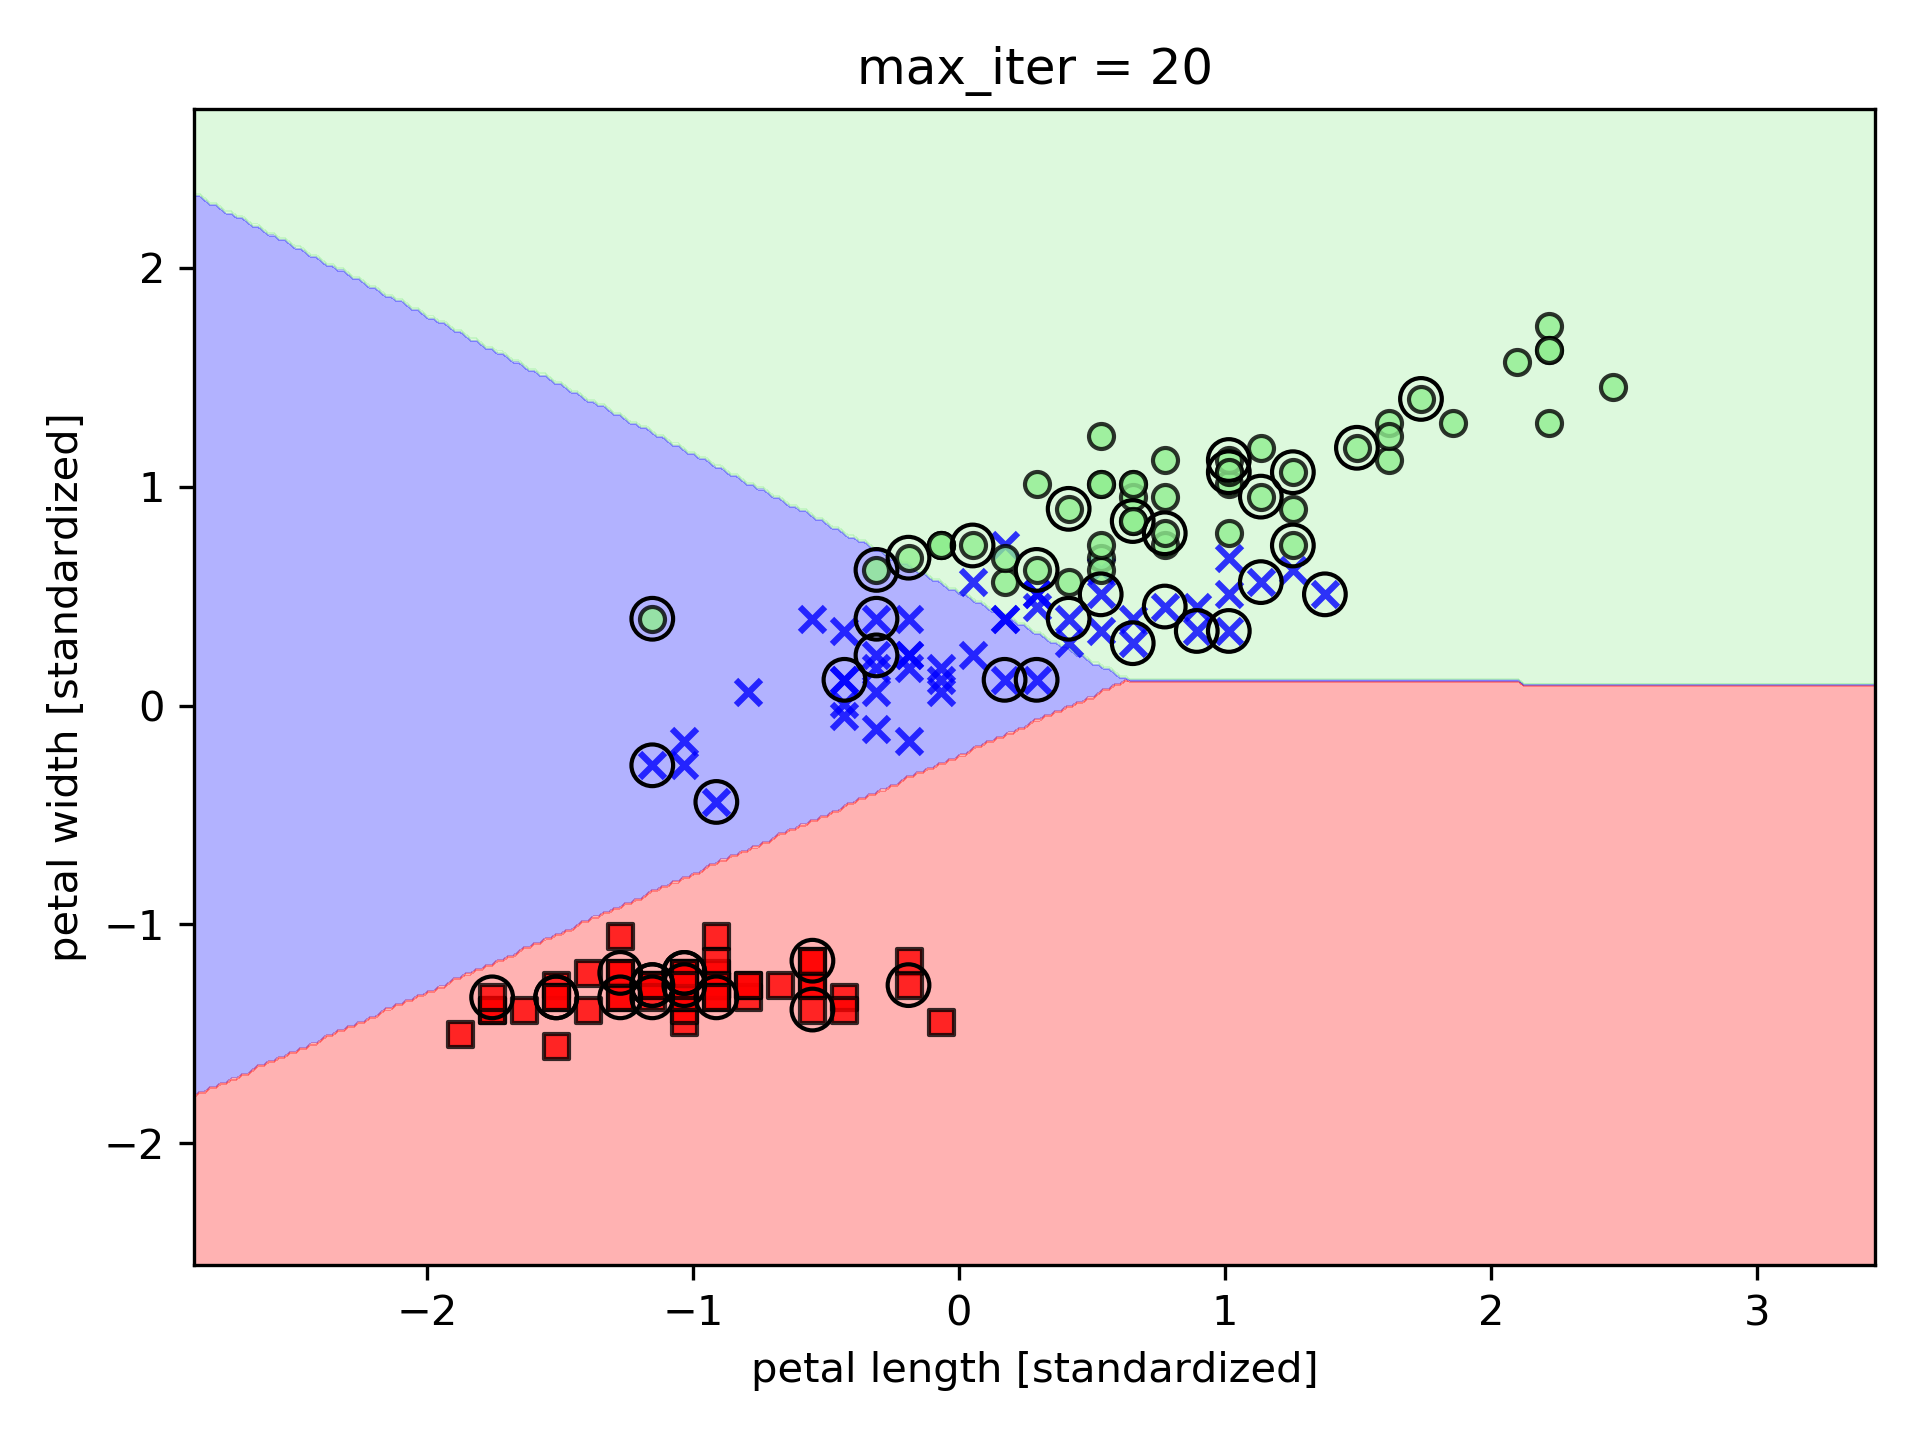 max_iter = 20
petal width [standardized]
2
1
0
−1
−2
−2 −1 0 1 2 3
petal length [standardized]